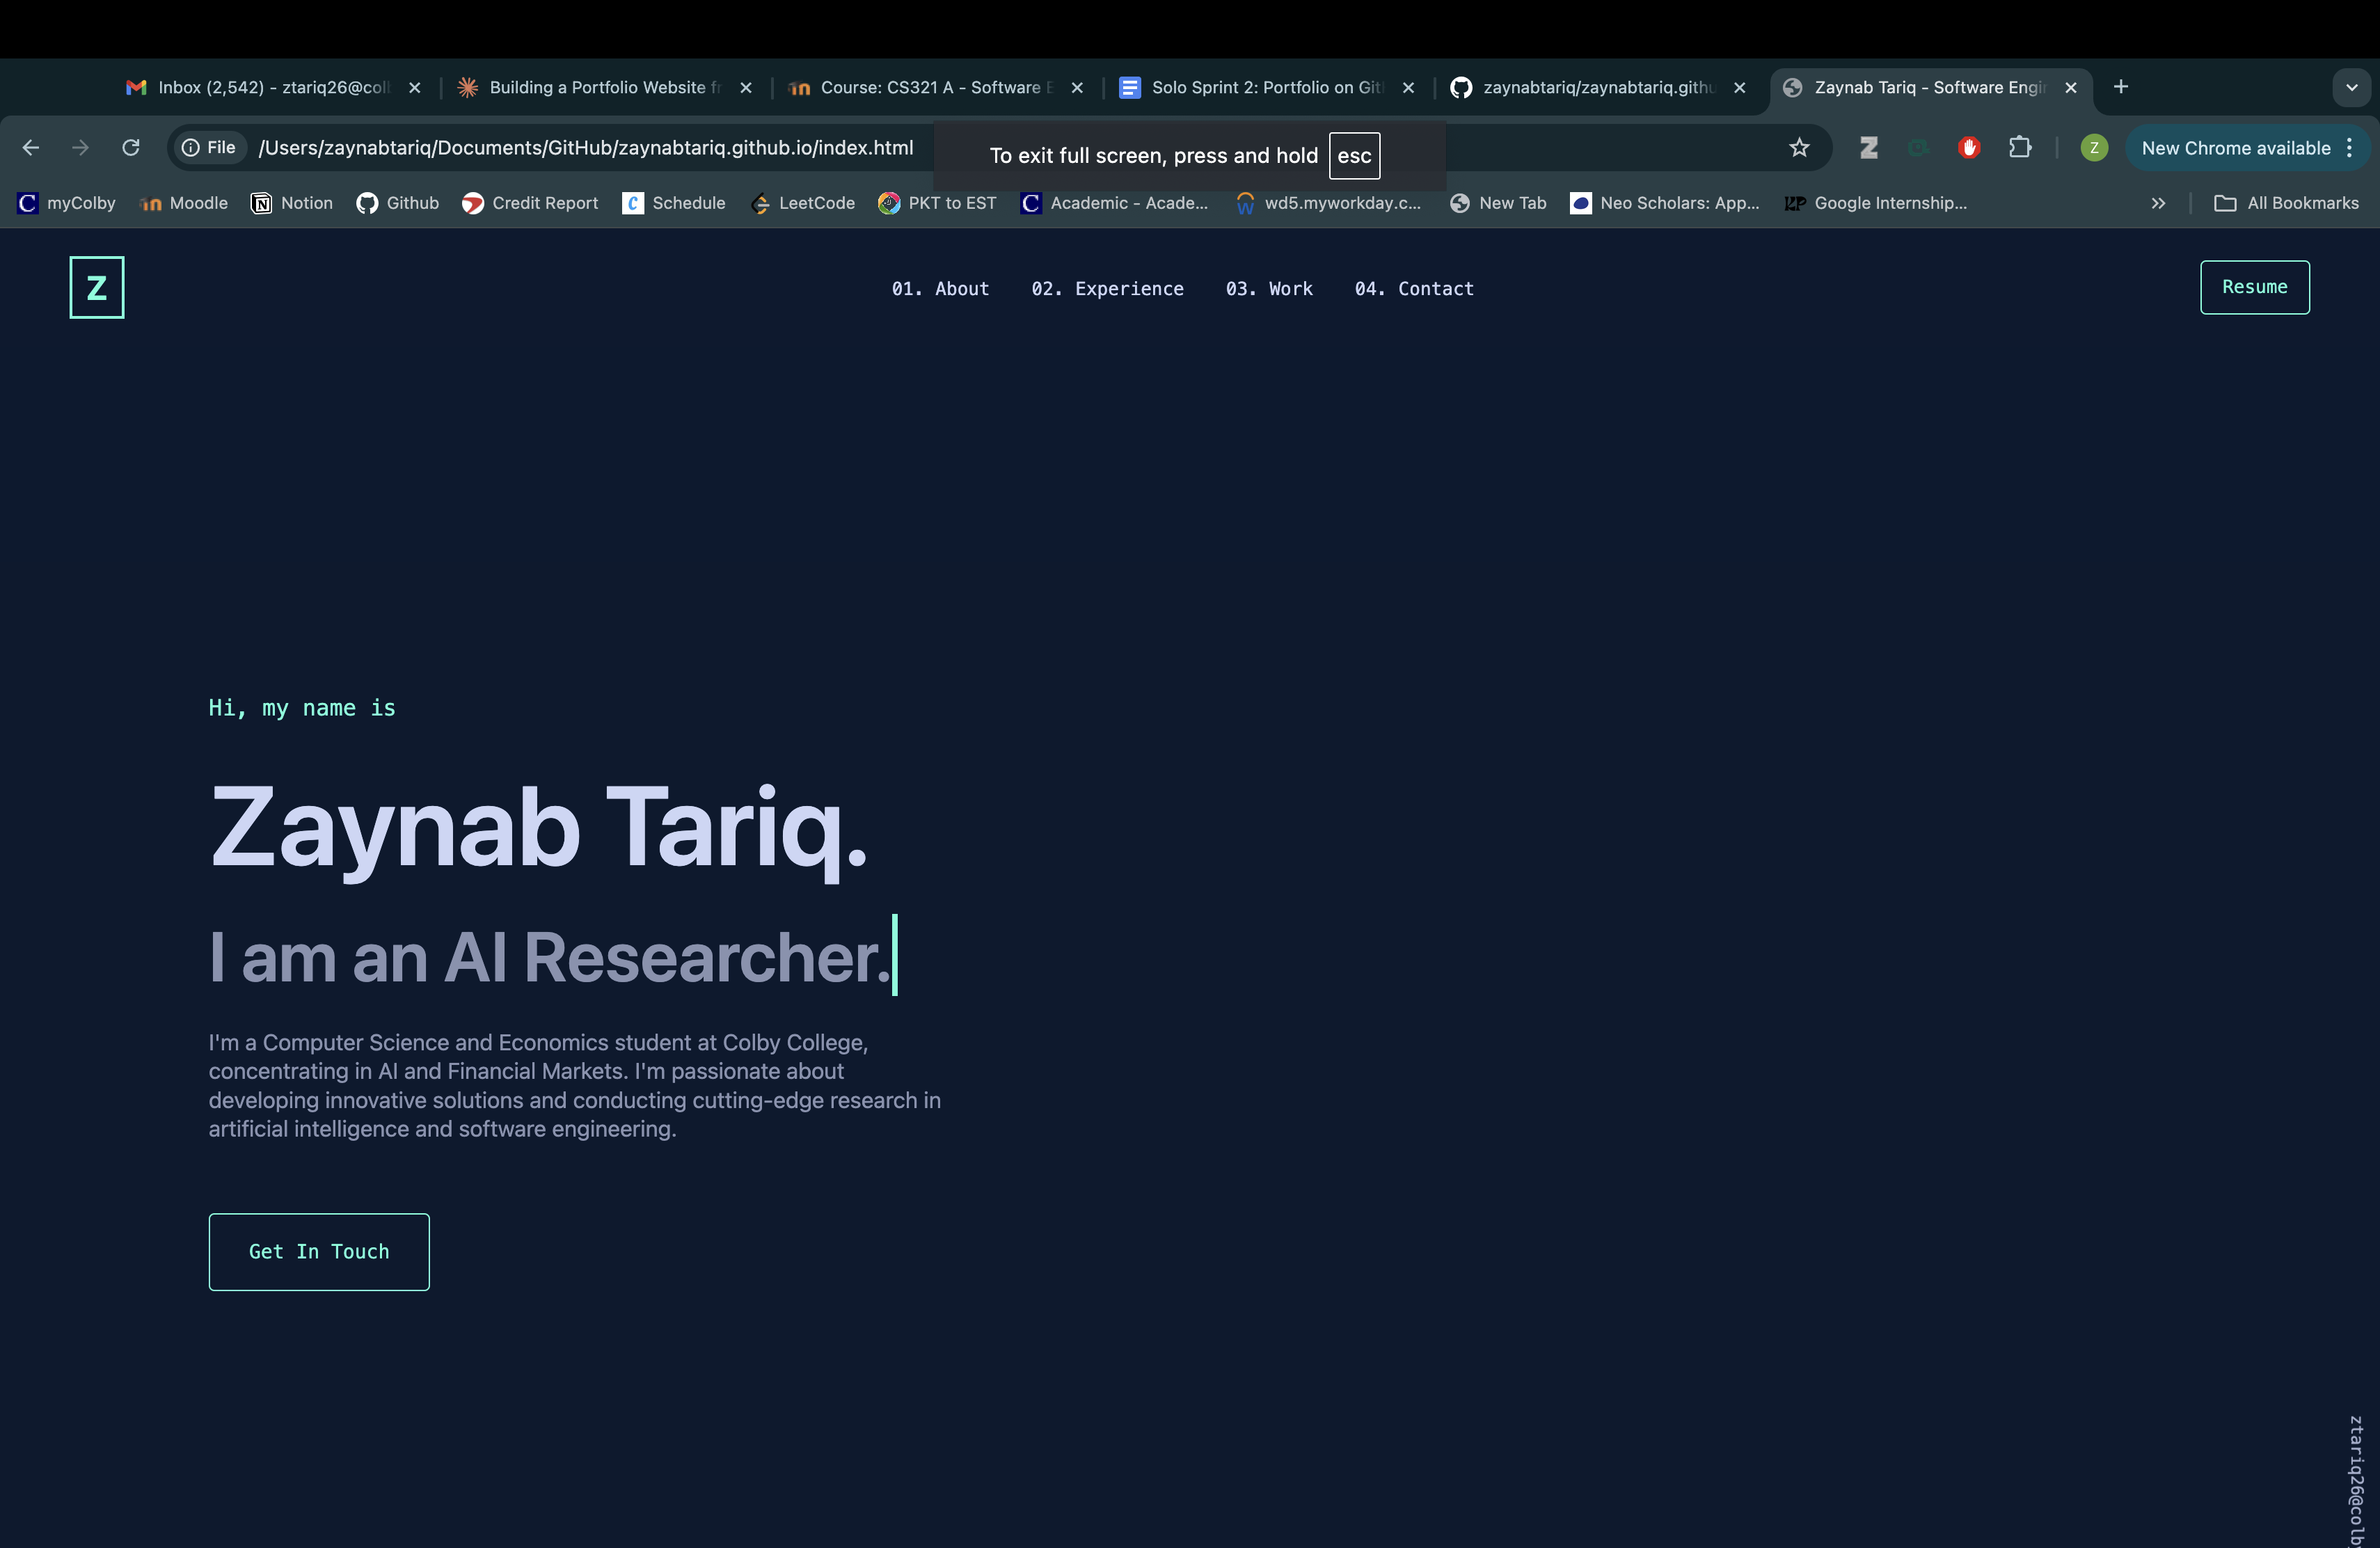 Inbox (2,542) - ztariq26@col
Building a Portfolio Website fr
Course: CS321 A - Software E
Solo Sprint 2: Portfolio on Git
zaynabtariq/zaynabtariq.githu
Zaynab Tariq - Software Engin
File
/Users/zaynabtariq/Documents/GitHub/zaynabtariq.github.io/index.html
To exit full screen, press and hold esc
Z
New Chrome available
myColby
Moodle
Notion
Github
Credit Report
Schedule
LeetCode
PKT to EST
Academic - Acade...
wd5.myworkday.c...
New Tab
Neo Scholars: App...
Google Internship...
All Bookmarks
Z
01. About
02. Experience
03. Work
04. Contact
Resume
Hi, my name is
Zaynab Tariq.
I am an AI Researcher.
I'm a Computer Science and Economics student at Colby College,
concentrating in AI and Financial Markets. I'm passionate about
developing innovative solutions and conducting cutting-edge research in
artificial intelligence and software engineering.
Get In Touch
ztariq26@colb